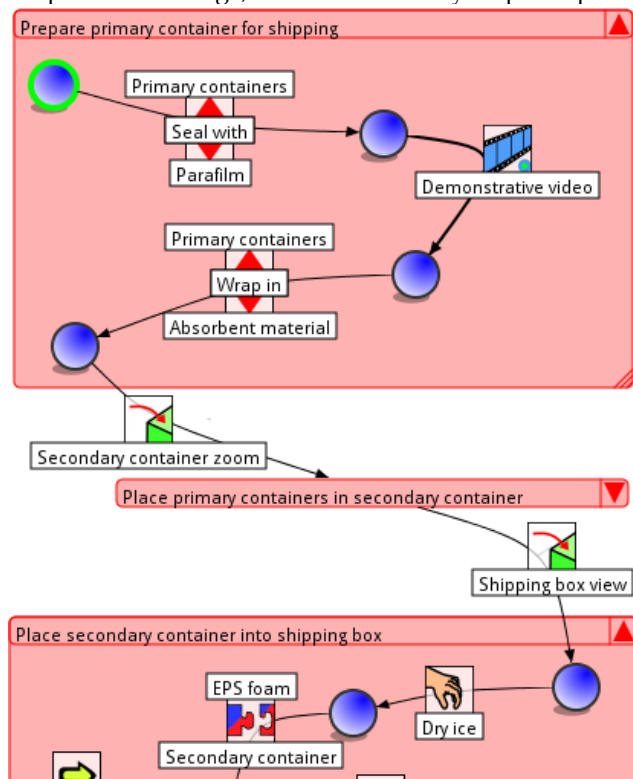 Prepare primary container for shipping
Primary containers
Seal with
Parafilm
Demonstrative video
Primary containers
Wrap in
Absorbent material
Secondary container zoom
Place primary containers in secondary container
Shipping box view
Place secondary container into shipping box
EPS foam
Dry ice
Secondary container